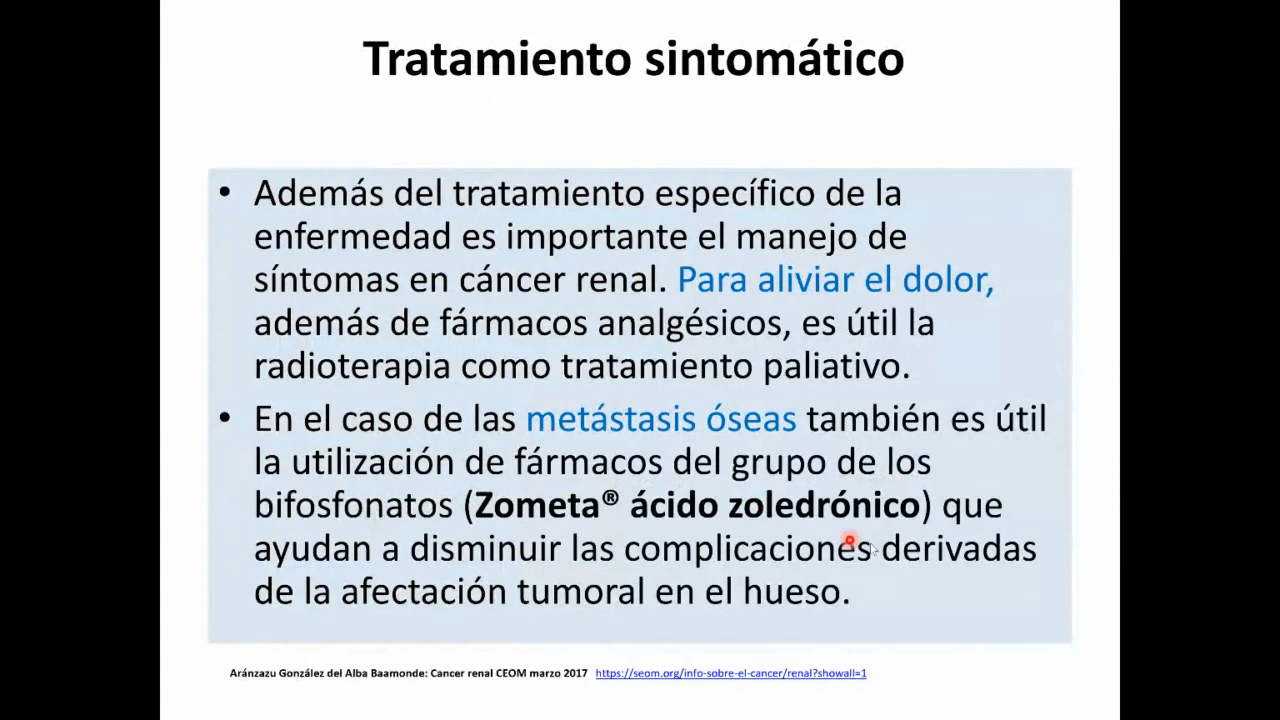 Tratamiento sintomático
• Además del tratamiento específico de la
enfermedad es importante el manejo de
síntomas en cáncer renal. Para aliviar el dolor,
además de fármacos analgésicos, es útil la
radioterapia como tratamiento paliativo.
• En el caso de las metástasis óseas también es útil
la utilización de fármacos del grupo de los
bifosfonatos (Zometa® ácido zoledrónico) que
ayudan a disminuir las complicaciones derivadas
de la afectación tumoral en el hueso.
Aránzazu González del Alba Baamonde: Cancer renal CEOM marzo 2017 https://seom.org/info-sobre-el-cancer/renal?showall=1